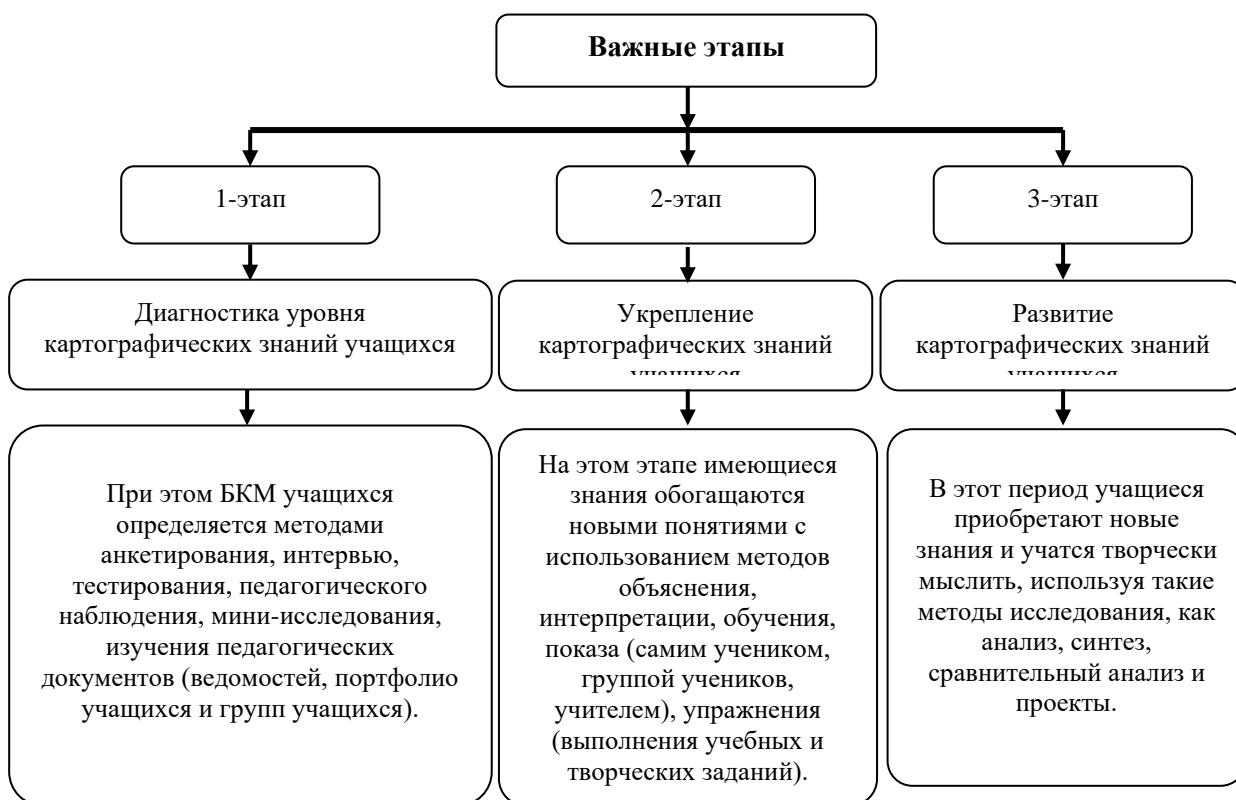 Важные этапы
1-этап
2-этап
3-этап
Диагностика уровня
картографических знаний учащихся
Укрепление
картографических знаний
учащихся
Развитие
картографических знаний
учащихся
При этом БКМ учащихся
определяется методами
анкетирования, интервью,
тестирования, педагогического
наблюдения, мини-исследования,
изучения педагогических
документов (ведомостей, портфолио
учащихся и групп учащихся).
На этом этапе имеющиеся
знания обогащаются
новыми понятиями с
использованием методов
объяснения,
интерпретации, обучения,
показа (самим учеником,
группой учеников,
учителем), упражнения
(выполнения учебных и
творческих заданий).
В этот период учащиеся
приобретают новые
знания и учатся творчески
мыслить, используя такие
методы исследования, как
анализ, синтез,
сравнительный анализ и
проекты.